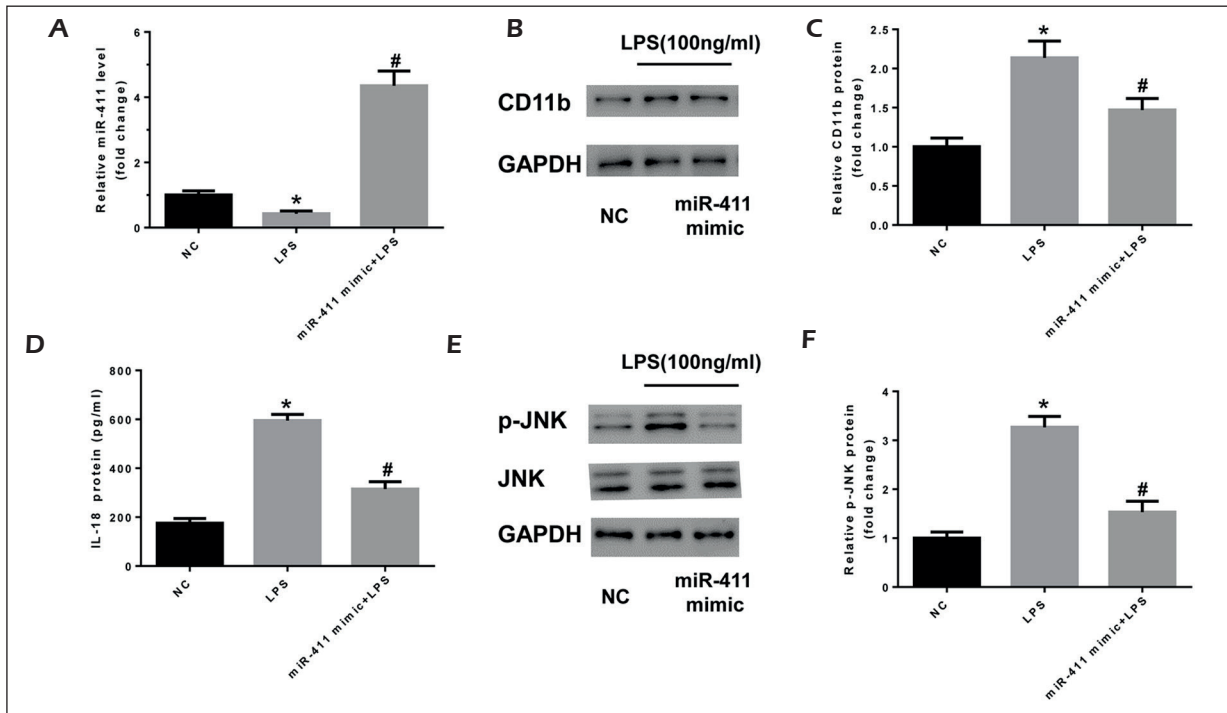 A
Relative miR-411 level
(fold change)
6
4
2
0
*
#
NC
LPS
miR-411 mimic+LPS
B
LPS(100ng/ml)
CD11b
GAPDH
NC
miR-411
mimic
C
Relative CD11b protein
(fold change)
2.5
2.0
1.5
1.0
0.5
0.0
*
#
NC
LPS
miR-411 mimic+LPS
D
IL-18 protein (pg/ml)
800
600
400
200
0
*
#
NC
LPS
miR-411 mimic+LPS
E
LPS(100ng/ml)
p-JNK
JNK
GAPDH
NC
miR-411
mimic
F
Relative p-JNK protein
(fold change)
4
3
2
1
0
*
#
NC
LPS
miR-411 mimic+LPS